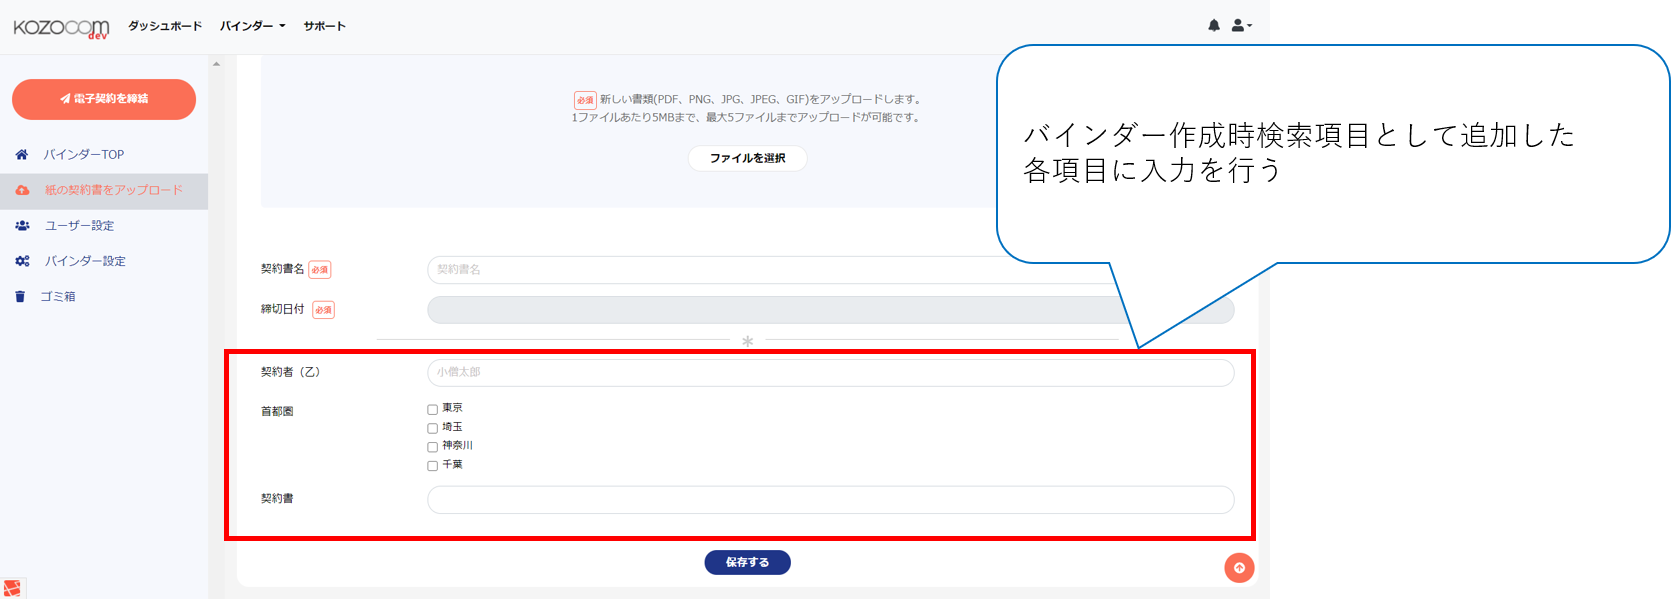 KOZOCOM
dev
ダッシュボード
バインダー
サポート
電子契約を締結
バインダーTOP
紙の契約書をアップロード
ユーザー設定
バインダー設定
ゴミ箱
必須 新しい書類(PDF、PNG、JPG、JPEG、GIF)をアップロードします。
1ファイルあたり5MBまで、最大5ファイルまでアップロードが可能です。
ファイルを選択
バインダー作成時検索項目として追加した
各項目に入力を行う
契約書名 必須
契約書名
締切日付 必須
契約者（乙）
小僧太郎
首都圏
東京
埼玉
神奈川
千葉
契約書
保存する